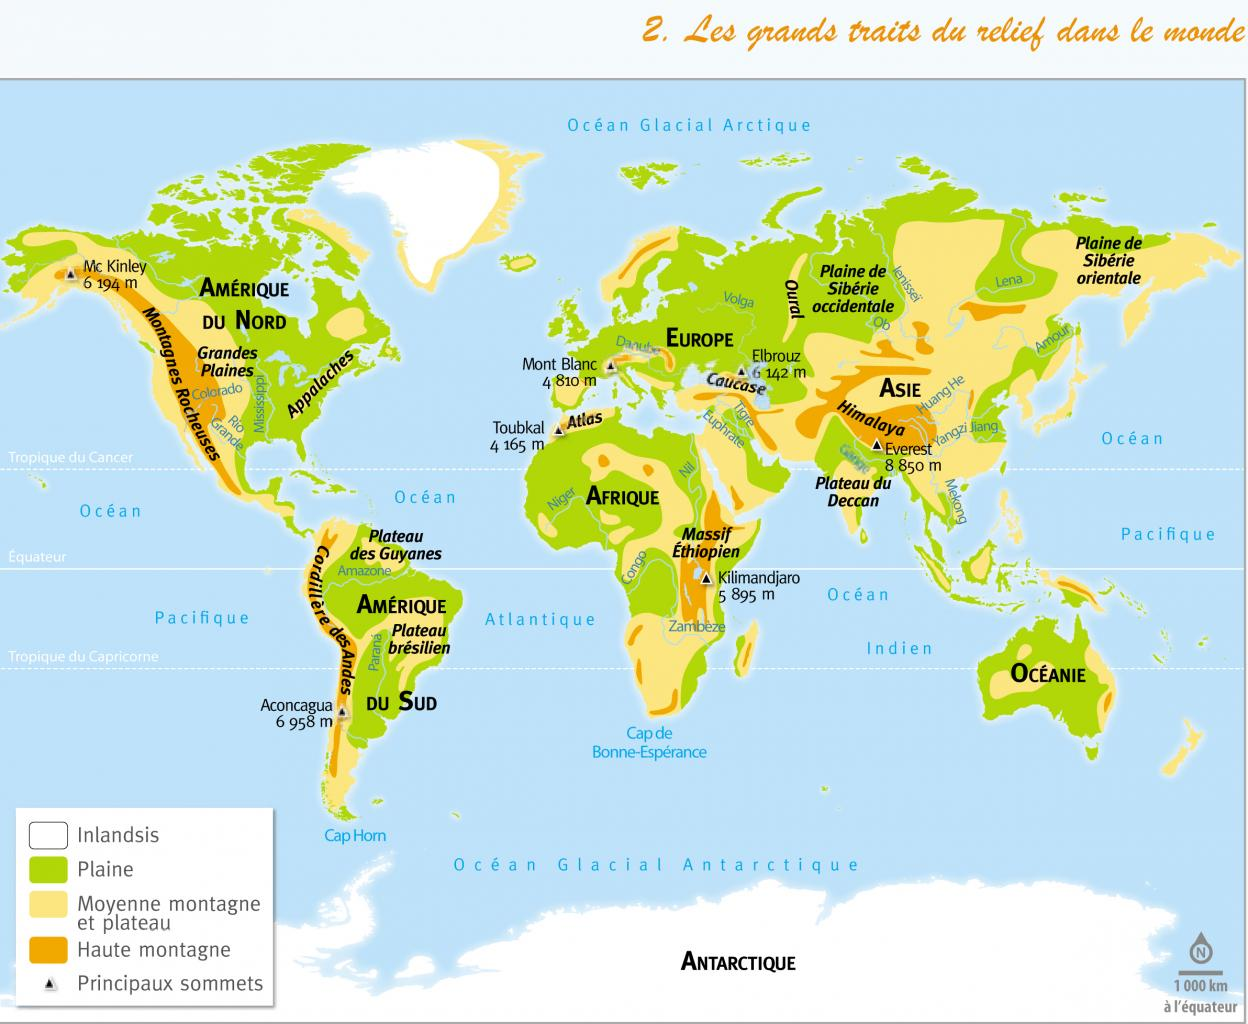 2. Les grands traits du relief dans le monde
Océan Glacial Arctique
Mc Kinley
6 194 m
AMÉRIQUE
DU NORD
Montagnes Rocheuses
Grandes
Plaines
Colorado
Rio
Grande
Mississippi
Appalaches
Mont Blanc
4 810 m
Danube
EUROPE
Volga
Oural
Plaine de
Sibérie
occidentale
Ienisseï
Ob
Lena
Plaine de
Sibérie
orientale
Amour
Elbrouz
6 142 m
Caucase
ASIE
Toubkal
4 165 m
Atlas
Tigre
Euphrate
Himalaya
Huang He
Yangzi Jiang
Everest
8 850 m
Gange
Plateau du
Deccan
Mekong
Tropique du Cancer
Océan
Pacifique
Océan
Atlantique
Océan
Pacifique
Niger
AFRIQUE
Nil
Massif
Éthiopien
Congo
Kilimandjaro
5 895 m
Zambèze
Océan
Indien
Équateur
Plateau
des Guyanes
Amazone
Cordillère des Andes
AMÉRIQUE
DU SUD
Plateau
brésilien
Paraná
Tropique du Capricorne
Aconcagua
6 958 m
OCÉANIE
Cap de
Bonne-Espérance
Cap Horn
Océan Glacial Antarctique
ANTARCTIQUE
Inlandsis
Plaine
Moyenne montagne
et plateau
Haute montagne
Principaux sommets
N
1 000 km
à l'équateur